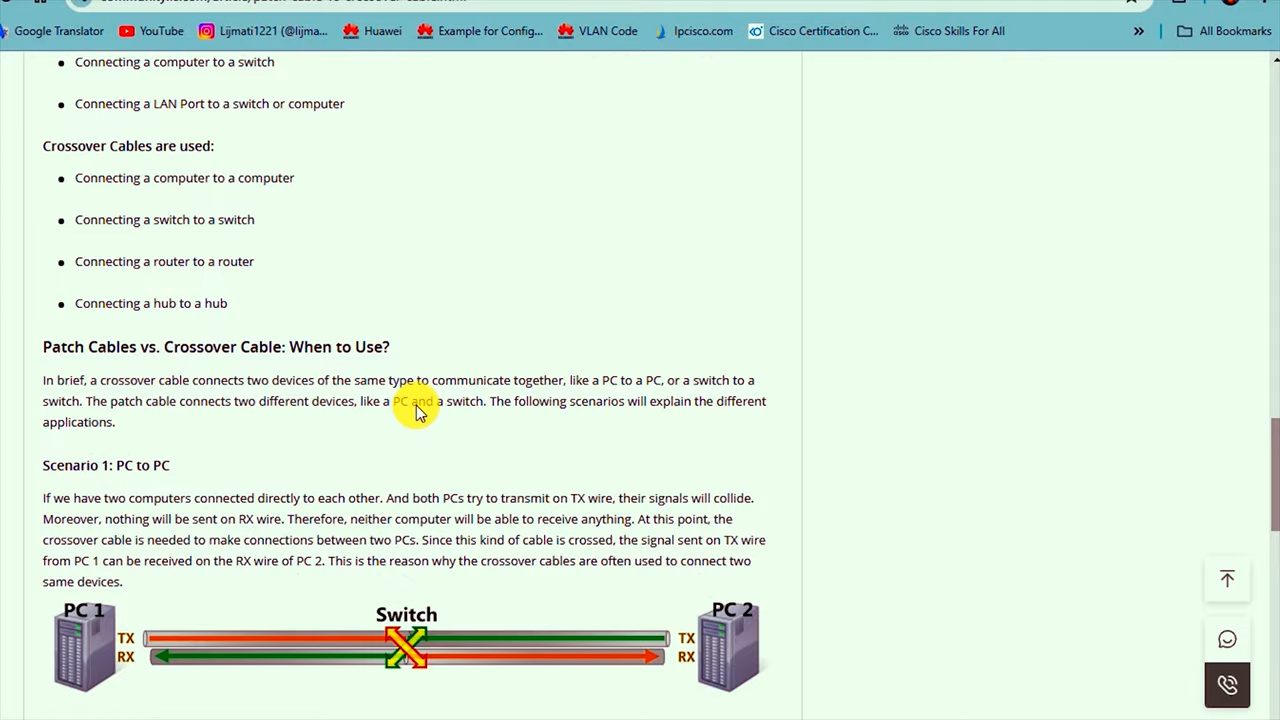 Google Translator
YouTube
Lijmati1221 (@lijma...
Huawei
Example for Config...
VLAN Code
Ipcisco.com
Cisco Certification C...
Cisco Skills For All
»
All Bookmarks
Connecting a computer to a switch
Connecting a LAN Port to a switch or computer
Crossover Cables are used:
Connecting a computer to a computer
Connecting a switch to a switch
Connecting a router to a router
Connecting a hub to a hub
Patch Cables vs. Crossover Cable: When to Use?
In brief, a crossover cable connects two devices of the same type to communicate together, like a PC to a PC, or a switch to a
switch. The patch cable connects two different devices, like a PC and a switch. The following scenarios will explain the different
applications.
Scenario 1: PC to PC
If we have two computers connected directly to each other. And both PCs try to transmit on TX wire, their signals will collide.
Moreover, nothing will be sent on RX wire. Therefore, neither computer will be able to receive anything. At this point, the
crossover cable is needed to make connections between two PCs. Since this kind of cable is crossed, the signal sent on TX wire
from PC 1 can be received on the RX wire of PC 2. This is the reason why the crossover cables are often used to connect two
same devices.
PC 1
Switch
PC 2
TX
TX
RX
RX